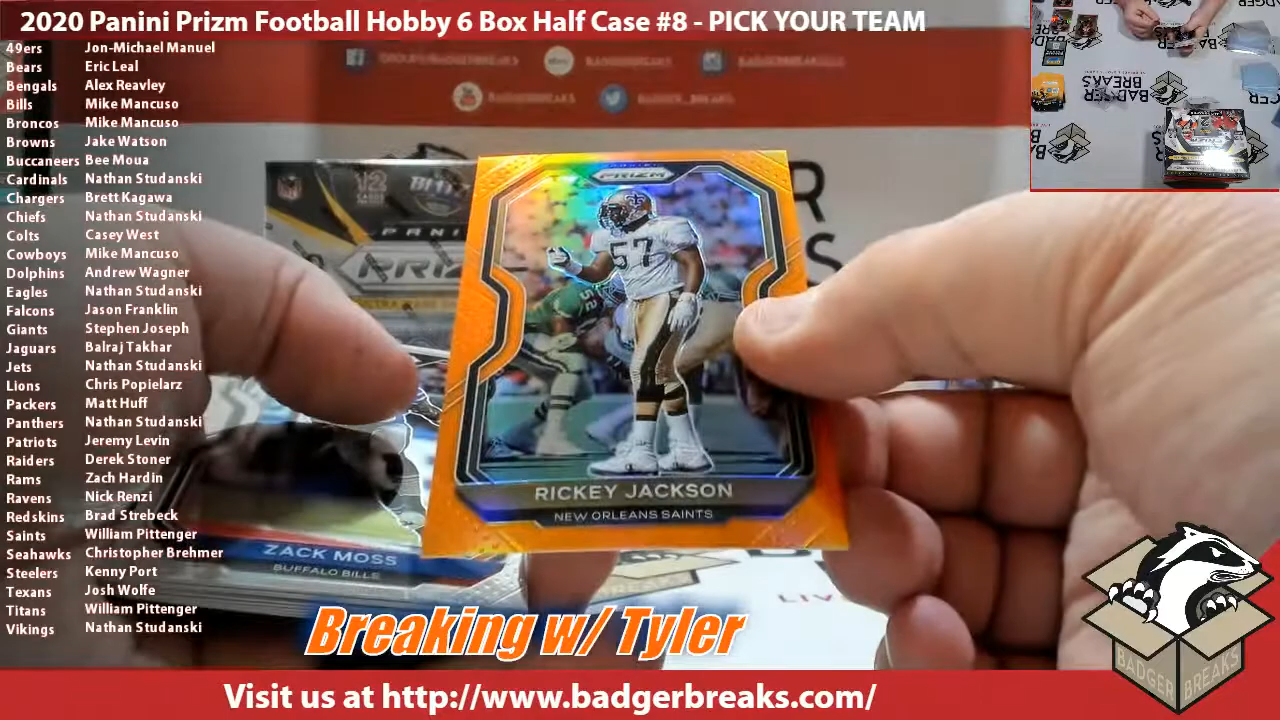 2020 Panini Prizm Football Hobby 6 Box Half Case #8 - PICK YOUR TEAM
49ers Jon-Michael Manuel
Bears Eric Leal
Bengals Alex Reavley
Bills Mike Mancuso
Broncos Mike Mancuso
Browns Jake Watson
Buccaneers Bee Moua
Cardinals Nathan Studanski
Chargers Brett Kagawa
Chiefs Nathan Studanski
Colts Casey West
Cowboys Mike Mancuso
Dolphins Andrew Wagner
Eagles Nathan Studanski
Falcons Jason Franklin
Giants Stephen Joseph
Jaguars Balraj Takhar
Jets Nathan Studanski
Lions Chris Popielarz
Packers Matt Huff
Panthers Nathan Studanski
Patriots Jeremy Levin
Raiders Derek Stoner
Rams Zach Hardin
Ravens Nick Renzi
Redskins Brad Strebeck
Saints William Pittenger
Seahawks Christopher Brehmer
Steelers Kenny Port
Texans Josh Wolfe
Titans William Pittenger
Vikings Nathan Studanski
BADGERBREAKS
12
PRIZM
57
52
RICKEY JACKSON
NEW ORLEANS SAINTS
ZACK MOSS
BUFFALO BILLS
BADGER BREAKS
Breaking w/ Tyler
BADGER BREAKS
Visit us at http://www.badgerbreaks.com/